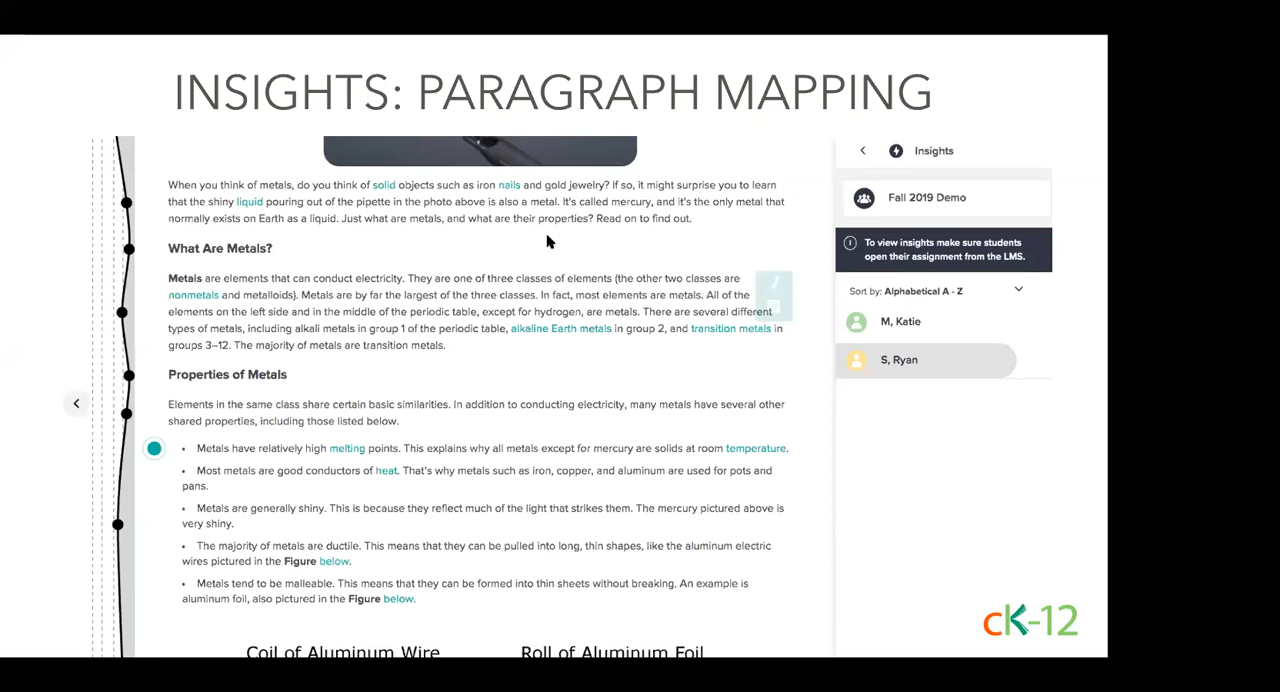 INSIGHTS: PARAGRAPH MAPPING
When you think of metals, do you think of solid objects such as iron nails and gold jewelry? If so, it might surprise you to learn
that the shiny liquid pouring out of the pipette in the photo above is also a metal. It's called mercury, and it's the only metal that
normally exists on Earth as a liquid. Just what are metals, and what are their properties? Read on to find out.
What Are Metals?
Metals are elements that can conduct electricity. They are one of three classes of elements (the other two classes are
nonmetals and metalloids). Metals are by far the largest of the three classes. In fact, most elements are metals. All of the
elements on the left side and in the middle of the periodic table, except for hydrogen, are metals. There are several different
types of metals, including alkali metals in group 1 of the periodic table, alkaline Earth metals in group 2, and transition metals in
groups 3–12. The majority of metals are transition metals.
Properties of Metals
Elements in the same class share certain basic similarities. In addition to conducting electricity, many metals have several other
shared properties, including those listed below.
• Metals have relatively high melting points. This explains why all metals except for mercury are solids at room temperature.
• Most metals are good conductors of heat. That's why metals such as iron, copper, and aluminum are used for pots and
pans.
• Metals are generally shiny. This is because they reflect much of the light that strikes them. The mercury pictured above is
very shiny.
• The majority of metals are ductile. This means that they can be pulled into long, thin shapes, like the aluminum electric
wires pictured in the Figure below.
• Metals tend to be malleable. This means that they can be formed into thin sheets without breaking. An example is
aluminum foil, also pictured in the Figure below.
Coil of Aluminum Wire
Roll of Aluminum Foil
Insights
Fall 2019 Demo
To view insights make sure students
open their assignment from the LMS.
Sort by: Alphabetical A - Z
M, Katie
S, Ryan
cK-12